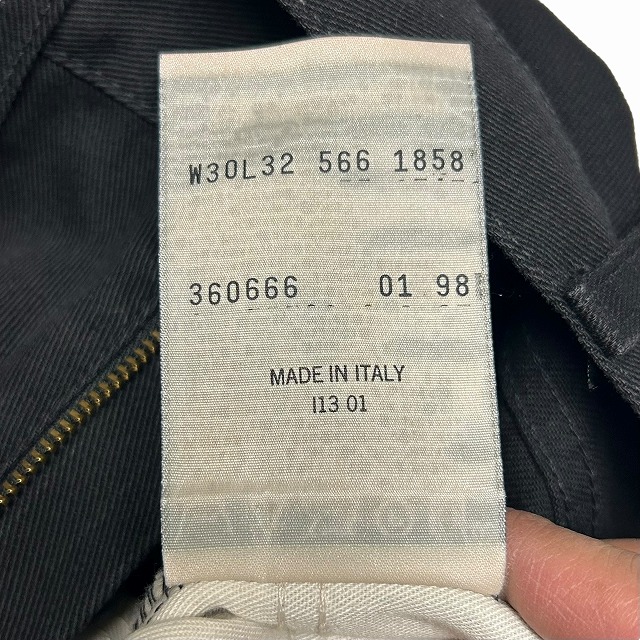 W30L32 566 1858
360666 01 98
MADE IN ITALY
I13 01